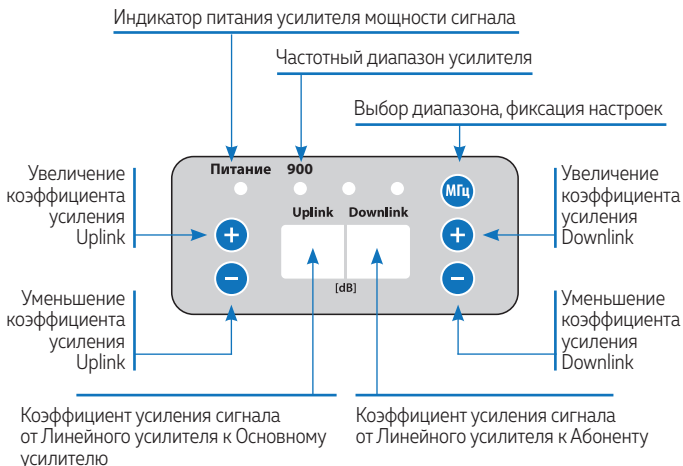 Индикатор питания усилителя мощности сигнала
Частотный диапазон усилителя
Выбор диапазона, фиксация настроек
Увеличение
коэффициента
усиления
Uplink
Питание 900
МГц
Uplink Downlink
+
+
−
−
[dB]
Увеличение
коэффициента
усиления
Downlink
Уменьшение
коэффициента
усиления
Uplink
Уменьшение
коэффициента
усиления
Downlink
Коэффициент усиления сигнала
от Линейного усилителя к Основному
усилителю
Коэффициент усиления сигнала
от Линейного усилителя к Абоненту